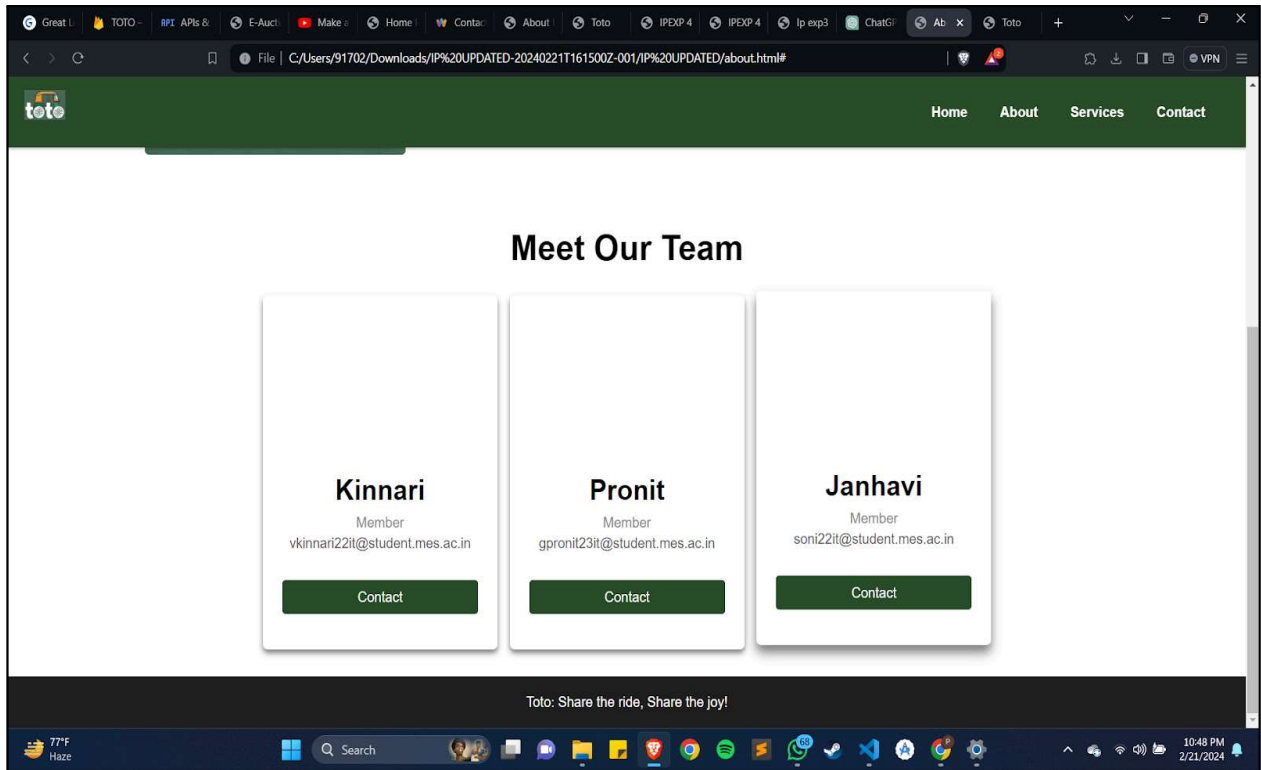 Great L TOTO – RPI APIs & E-Aucti Make a Home Contac About Toto IPEXP 4 IPEXP 4 Ip exp3 ChatGP Ab Toto
File | C:/Users/91702/Downloads/IP%20UPDATED-20240221T161500Z-001/IP%20UPDATED/about.html# VPN
toto Home About Services Contact
Meet Our Team
Kinnari Pronit Janhavi
Member Member Member
vkinnari22it@student.mes.ac.in gpronit23it@student.mes.ac.in soni22it@student.mes.ac.in
Contact Contact Contact
Toto: Share the ride, Share the joy!
77°F Search 68 10:48 PM
Haze 2/21/2024